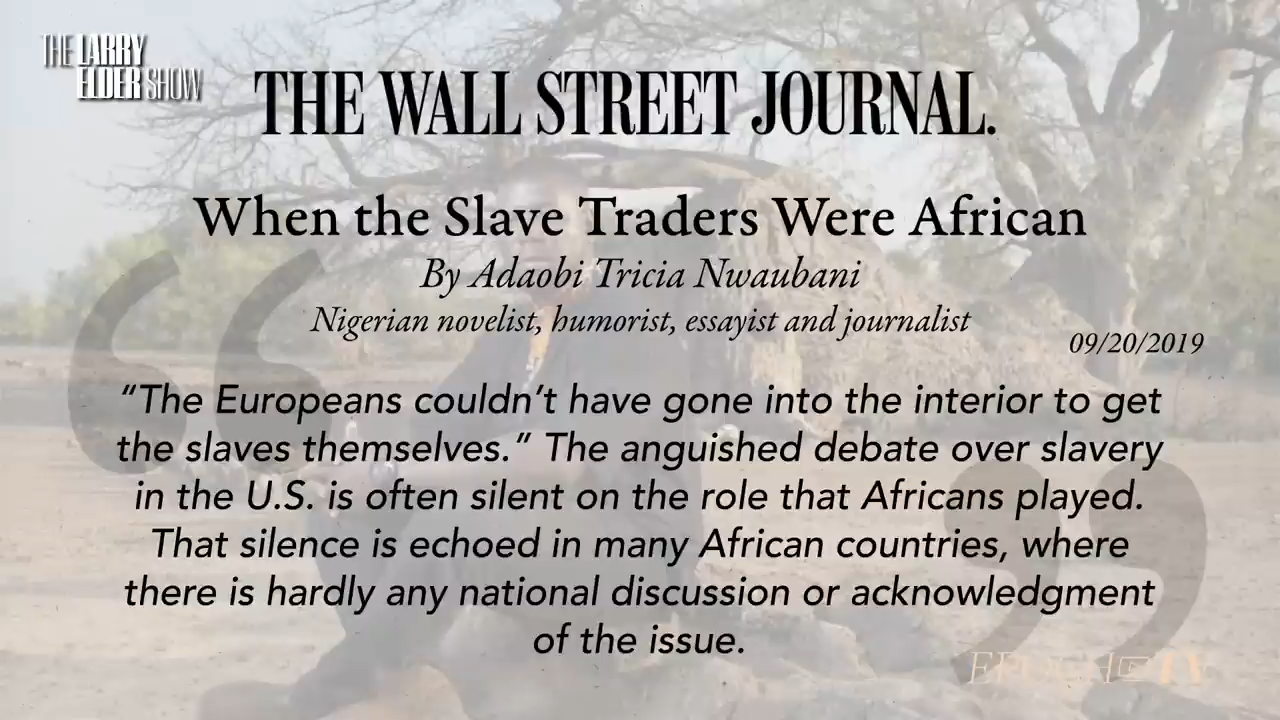 THE LARRY
ELDER SHOW
THE WALL STREET JOURNAL.
When the Slave Traders Were African
By Adaobi Tricia Nwaubani
Nigerian novelist, humorist, essayist and journalist
09/20/2019
“The Europeans couldn’t have gone into the interior to get
the slaves themselves.” The anguished debate over slavery
in the U.S. is often silent on the role that Africans played.
That silence is echoed in many African countries, where
there is hardly any national discussion or acknowledgment
of the issue.
EPOCH TV